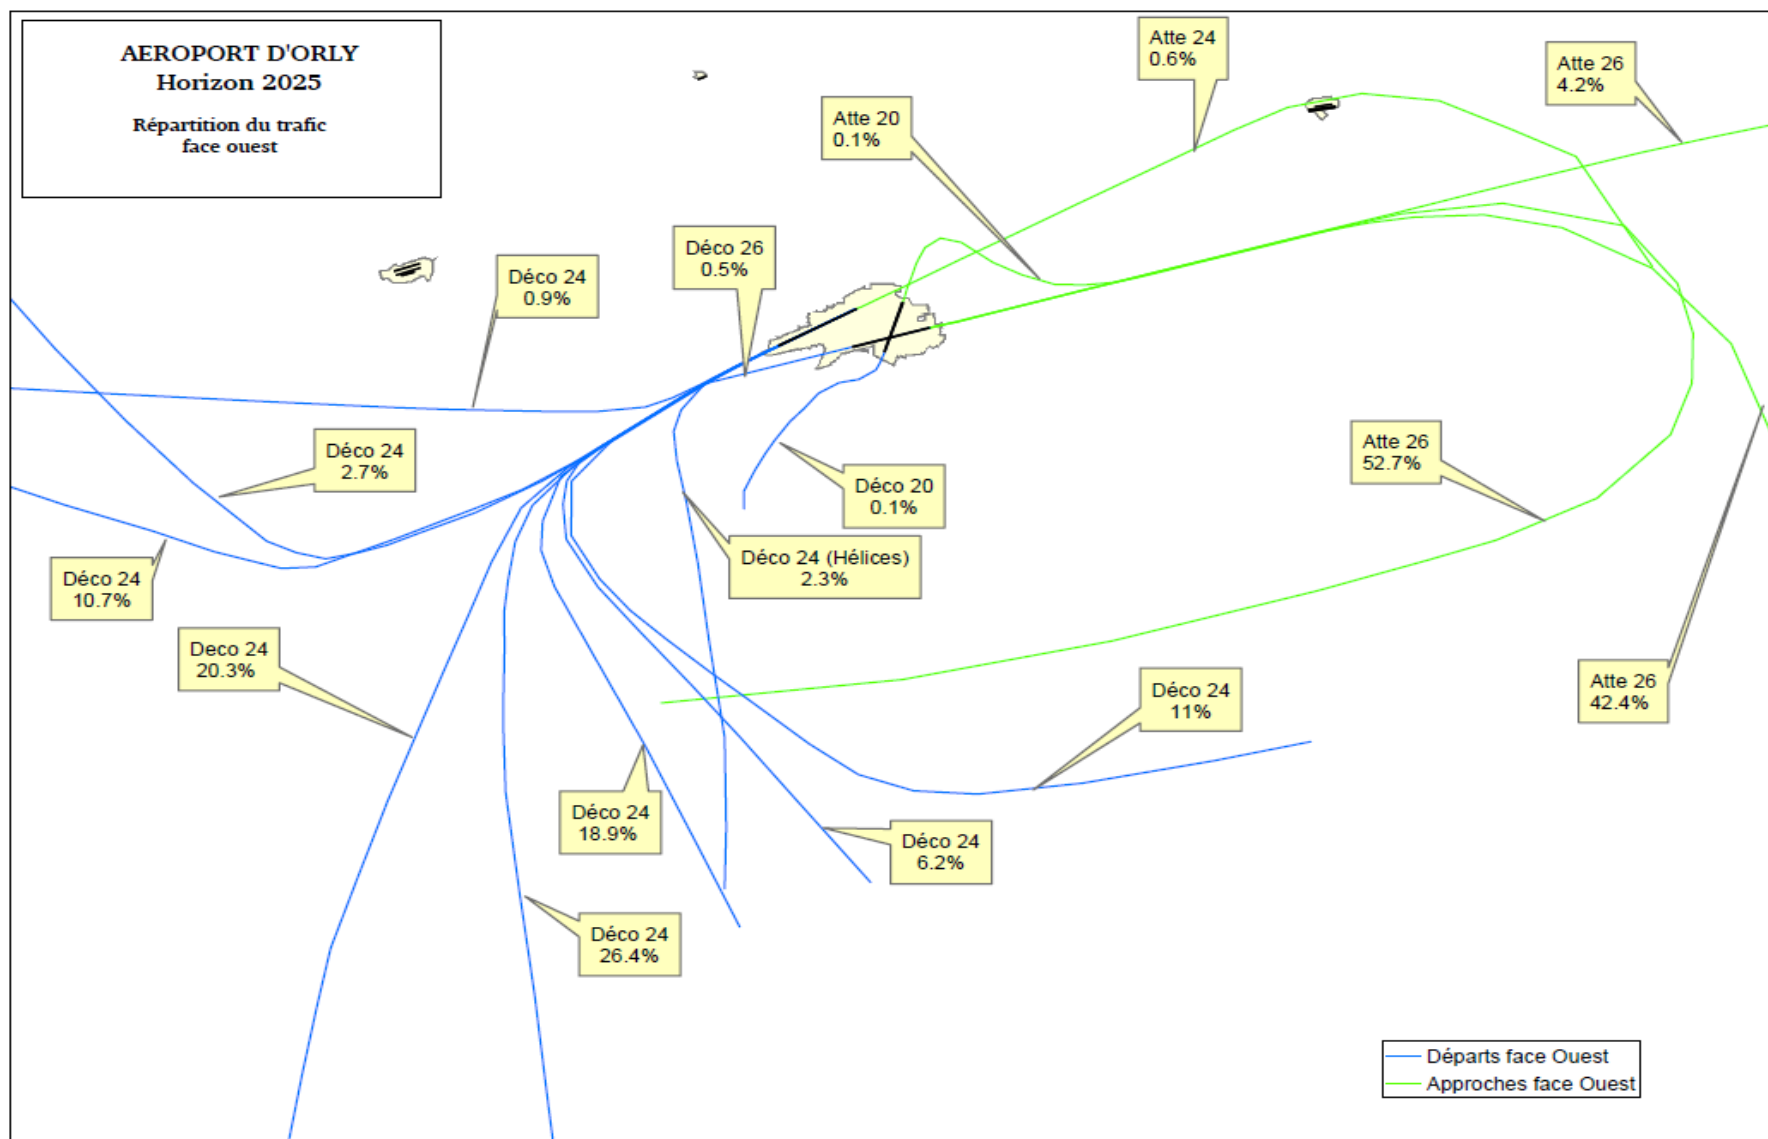 AEROPORT D'ORLY
Horizon 2025
Répartition du trafic
face ouest
Atte 24
0.6%
Atte 26
4.2%
Atte 20
0.1%
Déco 26
0.5%
Déco 24
0.9%
Déco 24
2.7%
Atte 26
52.7%
Déco 20
0.1%
Déco 24 (Hélices)
2.3%
Déco 24
10.7%
Deco 24
20.3%
Atte 26
42.4%
Déco 24
11%
Déco 24
18.9%
Déco 24
6.2%
Déco 24
26.4%
Départs face Ouest
Approches face Ouest